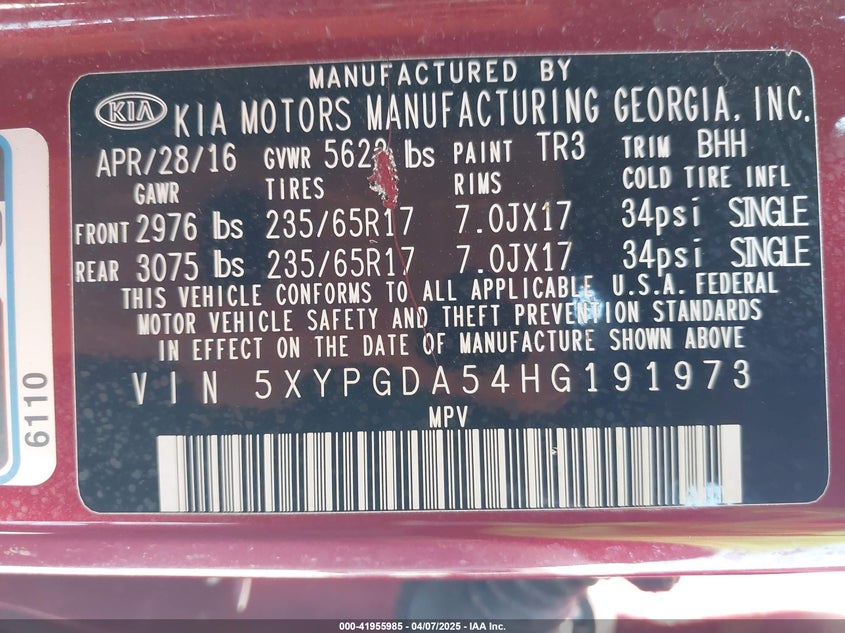 MANUFACTURED BY
KIA KIA MOTORS MANUFACTURING GEORGIA, INC.
APR/28/16 GVWR lbs PAINT TR3 TRIM BHH
GAWR TIRES RIMS COLD TIRE INFL
FRONT 2976 lbs 235/65R17 7.0JX17 34psi SINGLE
REAR 3075 lbs 235/65R17 7.0JX17 34psi SINGLE
THIS VEHICLE CONFORMS TO ALL APPLICABLE U.S.A. FEDERAL
MOTOR VEHICLE SAFETY AND THEFT PREVENTION STANDARDS
IN EFFECT ON THE DATE OF MANUFACTURE SHOWN ABOVE
VIN 5XYPGDA54HG191973
MPV
6110
000-41955985 - 04/07/2025 - IAA Inc.